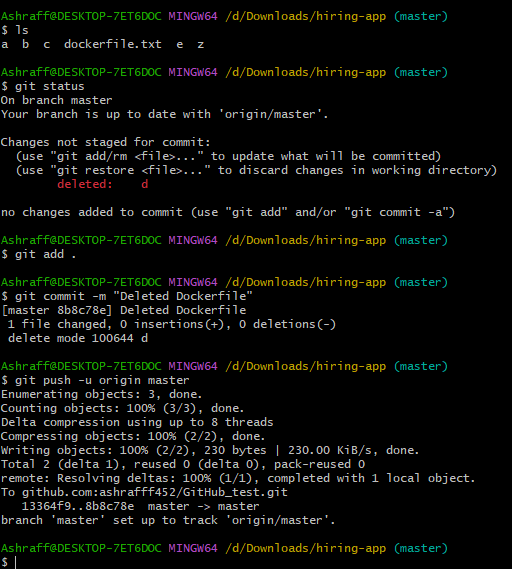 Ashraff@DESKTOP-7ET6DOC MINGW64 /d/Downloads/hiring-app (master)
$ ls
a  b  c  dockerfile.txt  e  z

Ashraff@DESKTOP-7ET6DOC MINGW64 /d/Downloads/hiring-app (master)
$ git status
On branch master
Your branch is up to date with 'origin/master'.

Changes not staged for commit:
  (use "git add/rm <file>..." to update what will be committed)
  (use "git restore <file>..." to discard changes in working directory)
        deleted:    d

no changes added to commit (use "git add" and/or "git commit -a")

Ashraff@DESKTOP-7ET6DOC MINGW64 /d/Downloads/hiring-app (master)
$ git add .

Ashraff@DESKTOP-7ET6DOC MINGW64 /d/Downloads/hiring-app (master)
$ git commit -m "Deleted Dockerfile"
[master 8b8c78e] Deleted Dockerfile
 1 file changed, 0 insertions(+), 0 deletions(-)
 delete mode 100644 d

Ashraff@DESKTOP-7ET6DOC MINGW64 /d/Downloads/hiring-app (master)
$ git push -u origin master
Enumerating objects: 3, done.
Counting objects: 100% (3/3), done.
Delta compression using up to 8 threads
Compressing objects: 100% (2/2), done.
Writing objects: 100% (2/2), 230 bytes | 230.00 KiB/s, done.
Total 2 (delta 1), reused 0 (delta 0), pack-reused 0
remote: Resolving deltas: 100% (1/1), completed with 1 local object.
To github.com:ashrafff452/GitHub_test.git
   13364f9..8b8c78e  master -> master
branch 'master' set up to track 'origin/master'.

Ashraff@DESKTOP-7ET6DOC MINGW64 /d/Downloads/hiring-app (master)
$